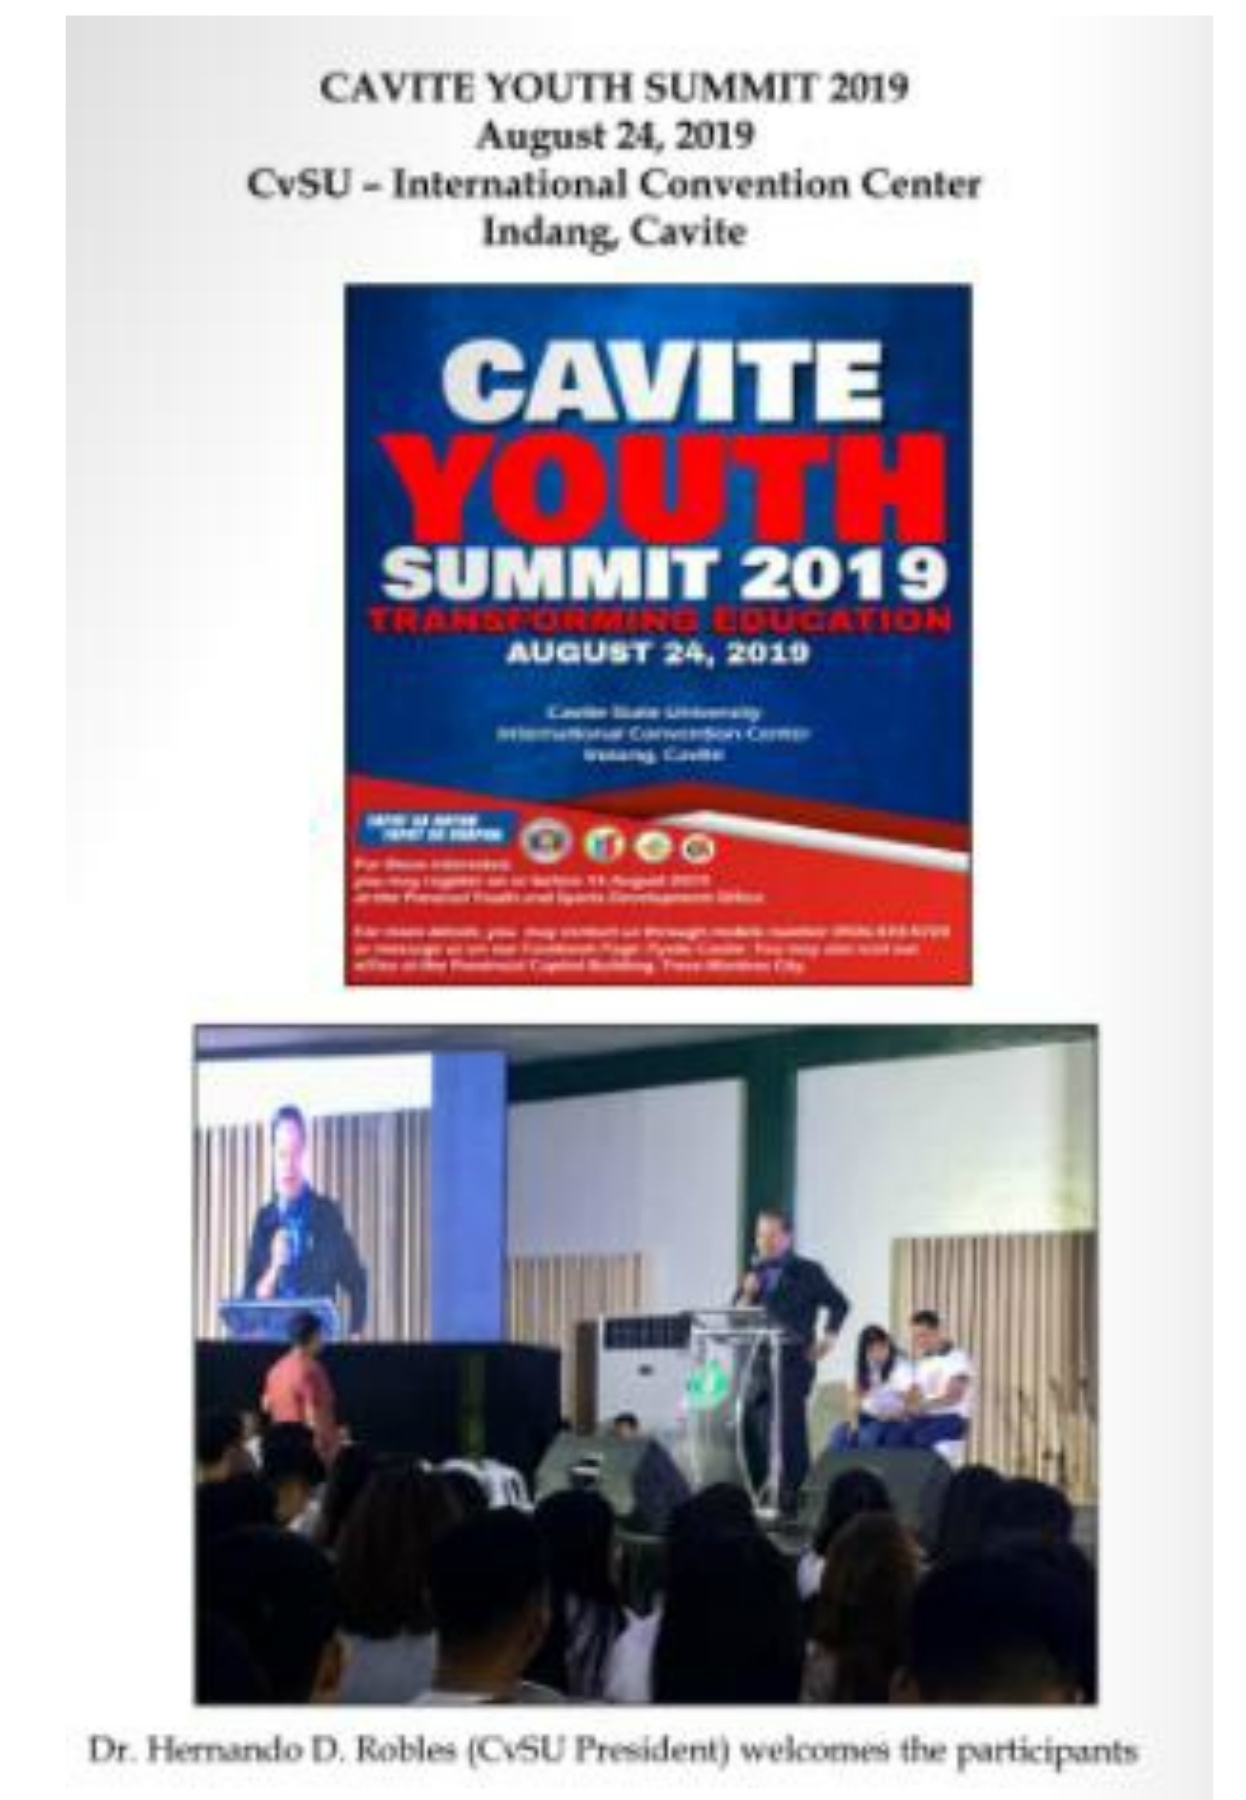 CAVITE YOUTH SUMMIT 2019
August 24, 2019
CvSU – International Convention Center
Indang, Cavite
CAVITE
YOUTH
SUMMIT 2019
TRANSFORMING EDUCATION
AUGUST 24, 2019
Cavite State University
International Convention Center
Indang, Cavite
For those interested,
you may register on or before August 2019
at the Provincial Youth and Sports Development Office
For more details, you may contact us through mobile number
or message us on our Facebook Page You may also visit our
office at the Provincial Capitol Building, Trece Martires City
Dr. Hernando D. Robles (CvSU President) welcomes the participants